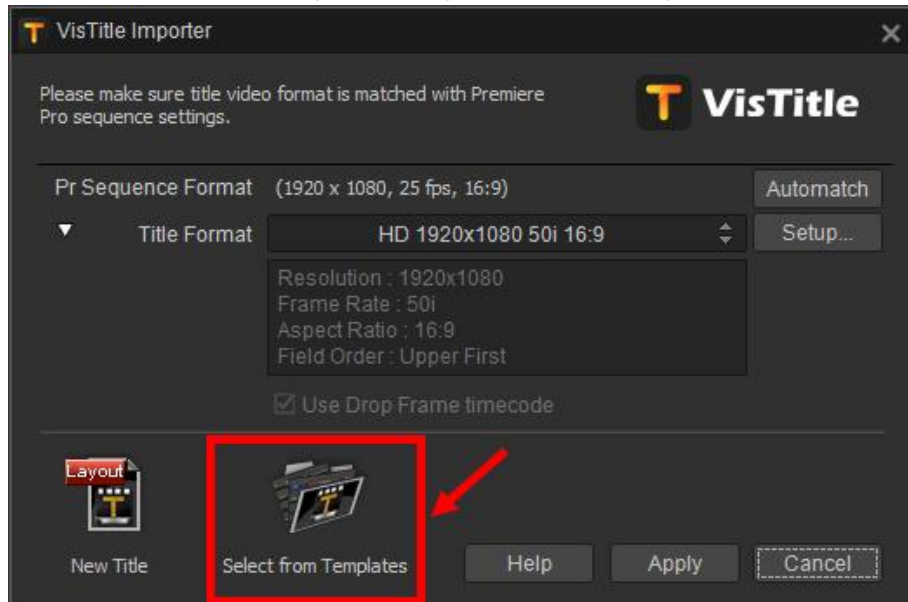 VisTitle Importer
Please make sure title video format is matched with Premiere
Pro sequence settings.
T VisTitle
Pr Sequence Format (1920 x 1080, 25 fps, 16:9) Automatch
Title Format HD 1920x1080 50i 16:9 Setup...
Resolution : 1920x1080
Frame Rate : 50i
Aspect Ratio : 16:9
Field Order : Upper First
Use Drop Frame timecode
Layout
T
New Title Select from Templates Help Apply Cancel